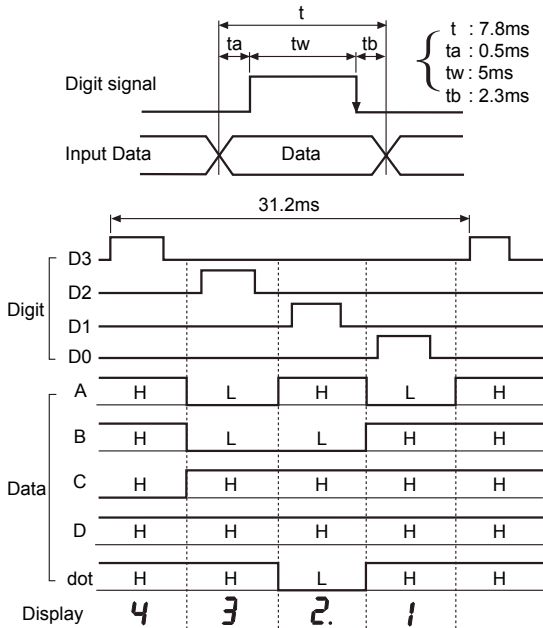 t
ta tw tb
t : 7.8ms
ta : 0.5ms
tw : 5ms
tb : 2.3ms
Digit signal
Input Data Data
31.2ms
Digit
D3
D2
D1
D0
Data
A H L H L H
B H L L H H
C H H H H H
D H H H H H
dot H H L H H
Display 4 3 2. 1